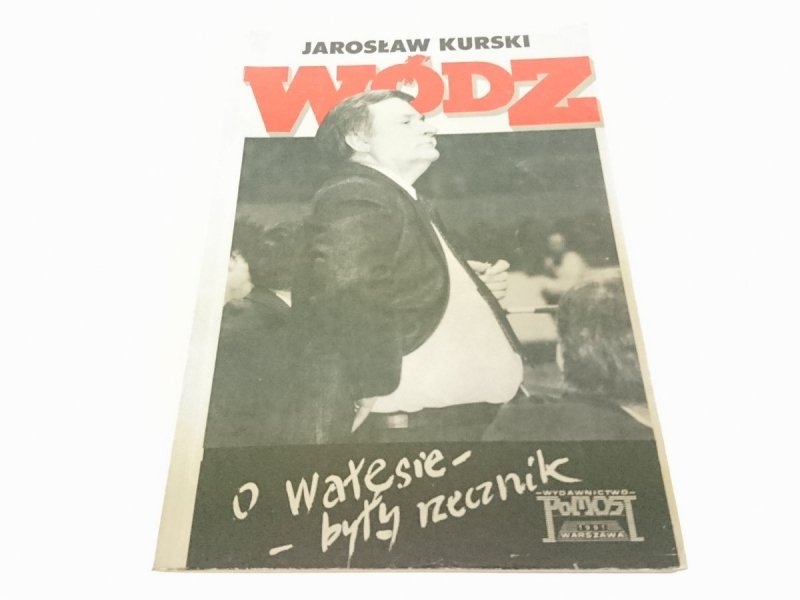 JAROSŁAW KURSKI
WÓDZ
O Wałęsie –
– były rzecznik
WYDAWNICTWO
POMOST
1991
WARSZAWA